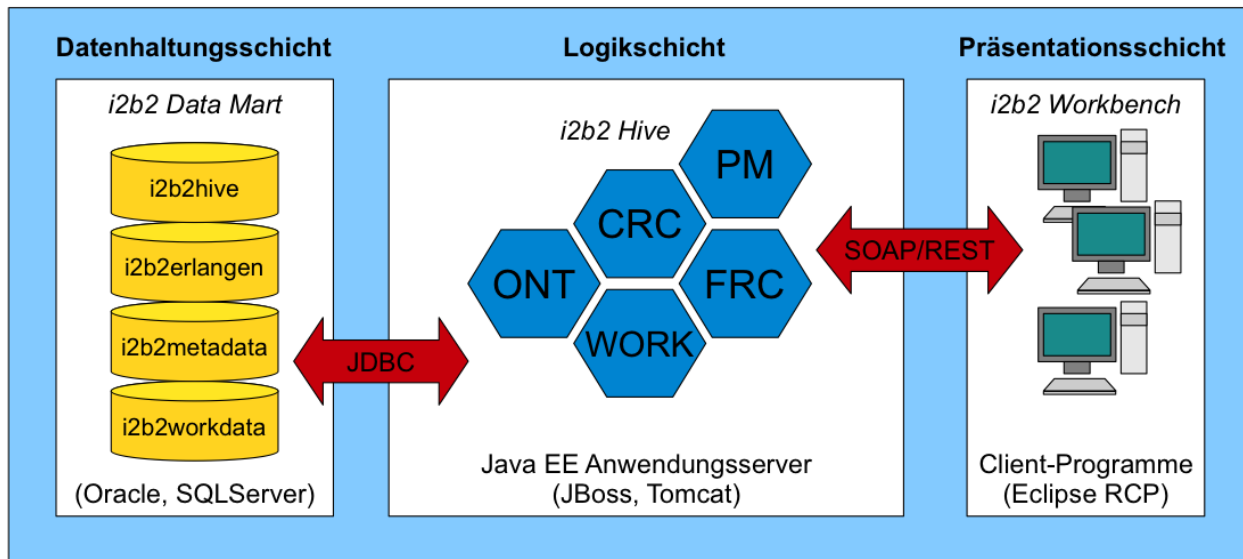 Datenhaltungsschicht
i2b2 Data Mart
i2b2hive
i2b2erlangen
i2b2metadata
i2b2workdata
(Oracle, SQLServer)
JDBC
Logikschicht
i2b2 Hive
PM
CRC
ONT
FRC
WORK
Java EE Anwendungsserver
(JBoss, Tomcat)
SOAP/REST
Präsentationsschicht
i2b2 Workbench
Client-Programme
(Eclipse RCP)